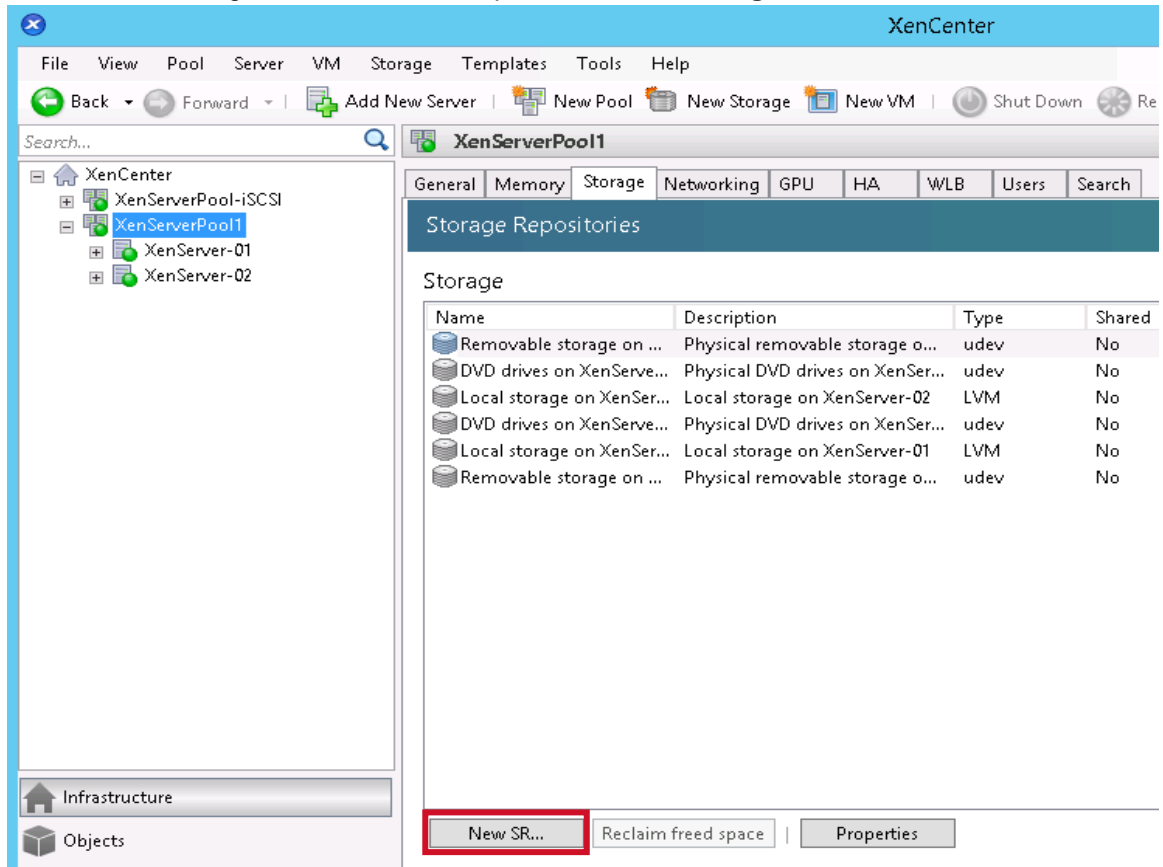 XenCenter
File View Pool Server VM Storage Templates Tools Help
Back Forward Add New Server New Pool New Storage New VM Shut Down Re
Search... XenServerPool1
XenCenter
XenServerPool-iSCSI
XenServerPool1
XenServer-01
XenServer-02
General Memory Storage Networking GPU HA WLB Users Search
Storage Repositories
Storage
Name Description Type Shared
Removable storage on ... Physical removable storage o... udev No
DVD drives on XenServe... Physical DVD drives on XenSer... udev No
Local storage on XenSer... Local storage on XenServer-02 LVM No
DVD drives on XenServe... Physical DVD drives on XenSer... udev No
Local storage on XenSer... Local storage on XenServer-01 LVM No
Removable storage on ... Physical removable storage o... udev No
Infrastructure
Objects
New SR... Reclaim freed space | Properties